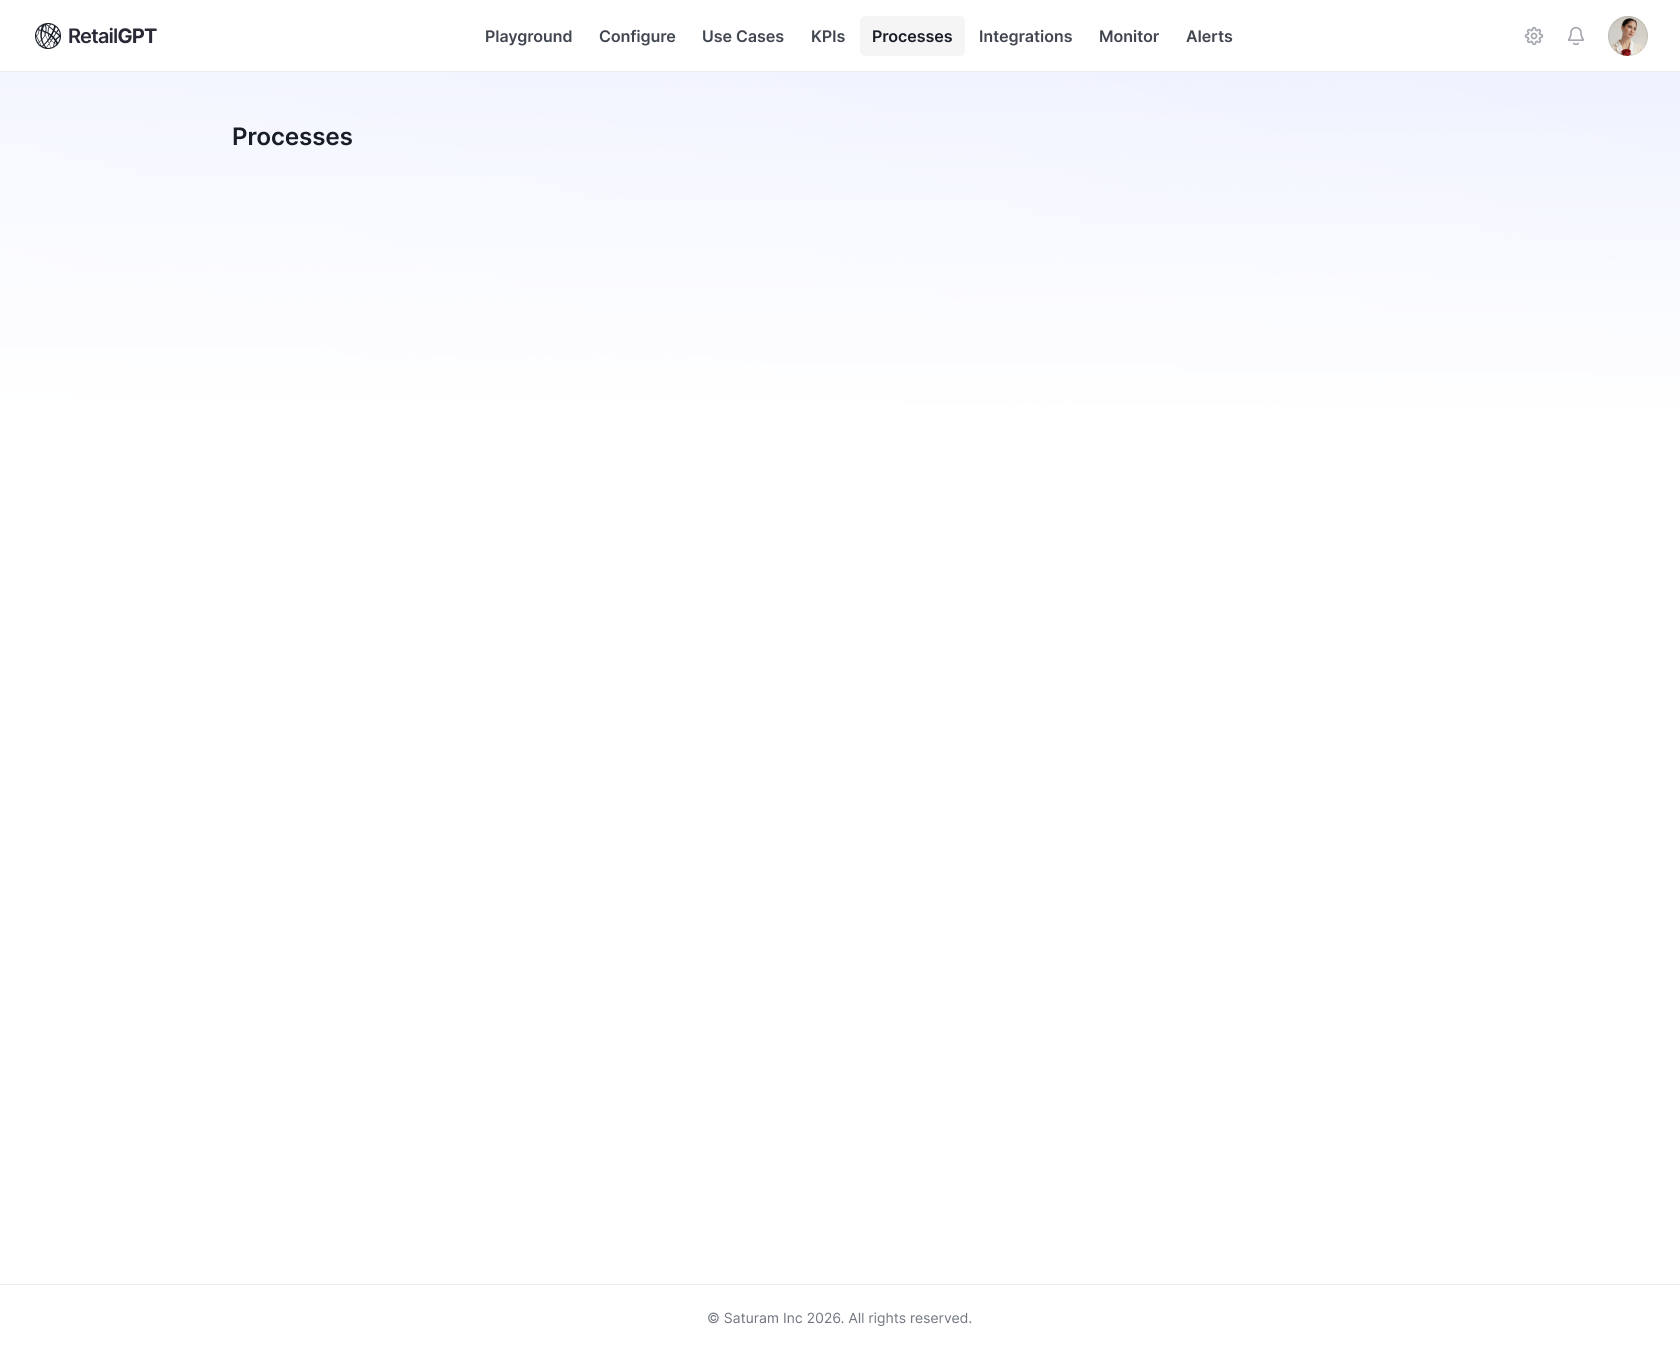 RetailGPT
Playground
Configure
Use Cases
KPIs
Processes
Integrations
Monitor
Alerts
Processes
© Saturam Inc 2026. All rights reserved.